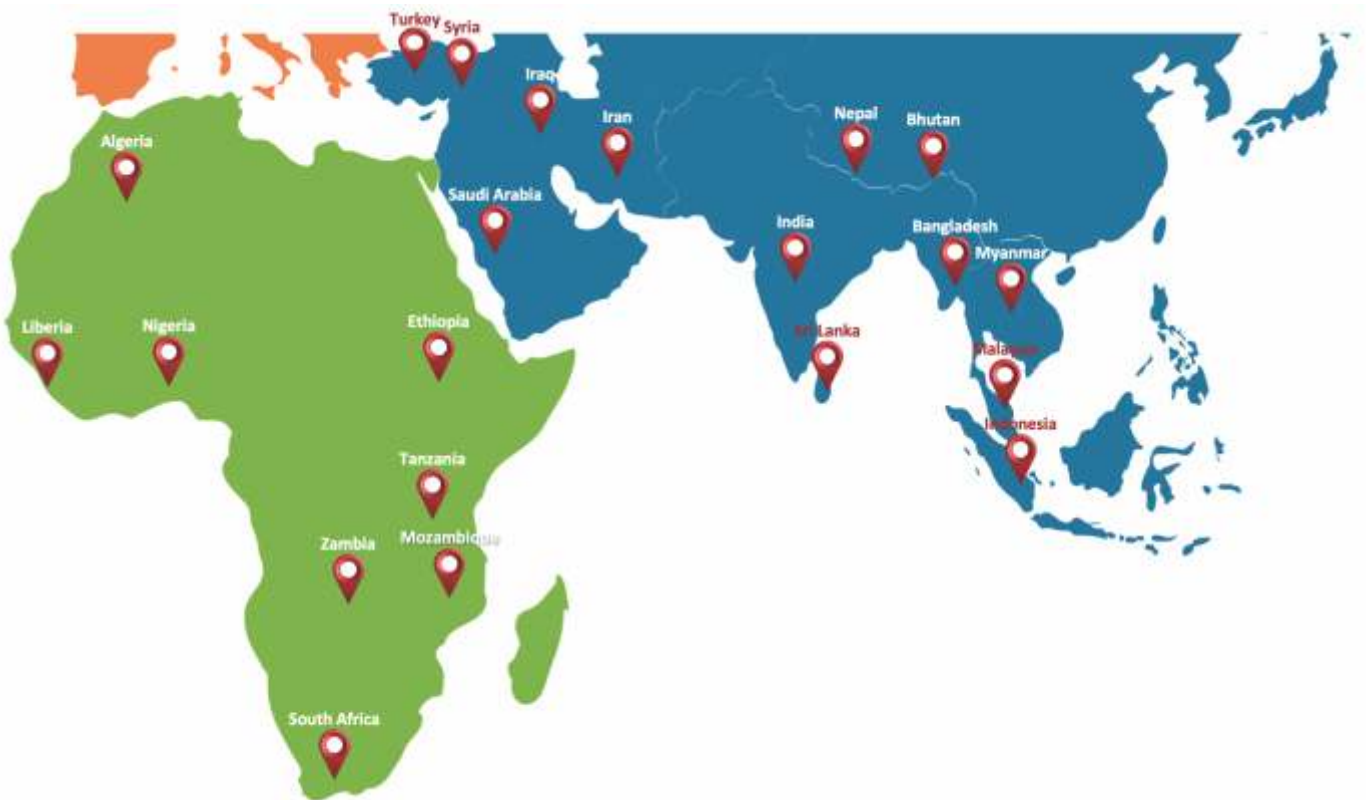 Turkey
Syria
Iraq
Iran
Nepal
Bhutan
Algeria
Saudi Arabia
India
Bangladesh
Myanmar
Liberia
Nigeria
Ethiopia
Sri Lanka
Malaysia
Indonesia
Tanzania
Zambia
Mozambique
South Africa